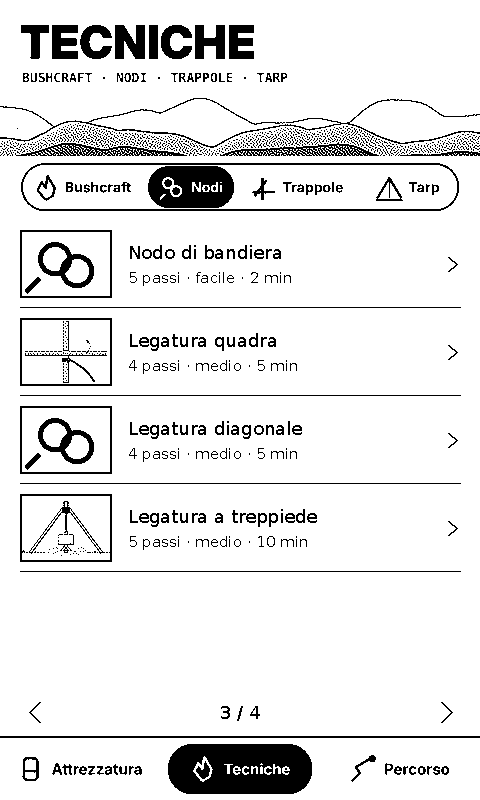 TECNICHE
BUSHCRAFT · NODI · TRAPPOLE · TARP
Bushcraft Nodi Trappole Tarp
Nodo di bandiera
5 passi · facile · 2 min
Legatura quadra
4 passi · medio · 5 min
Legatura diagonale
4 passi · medio · 5 min
Legatura a treppiede
5 passi · medio · 10 min
3 / 4
Attrezzatura Tecniche Percorso